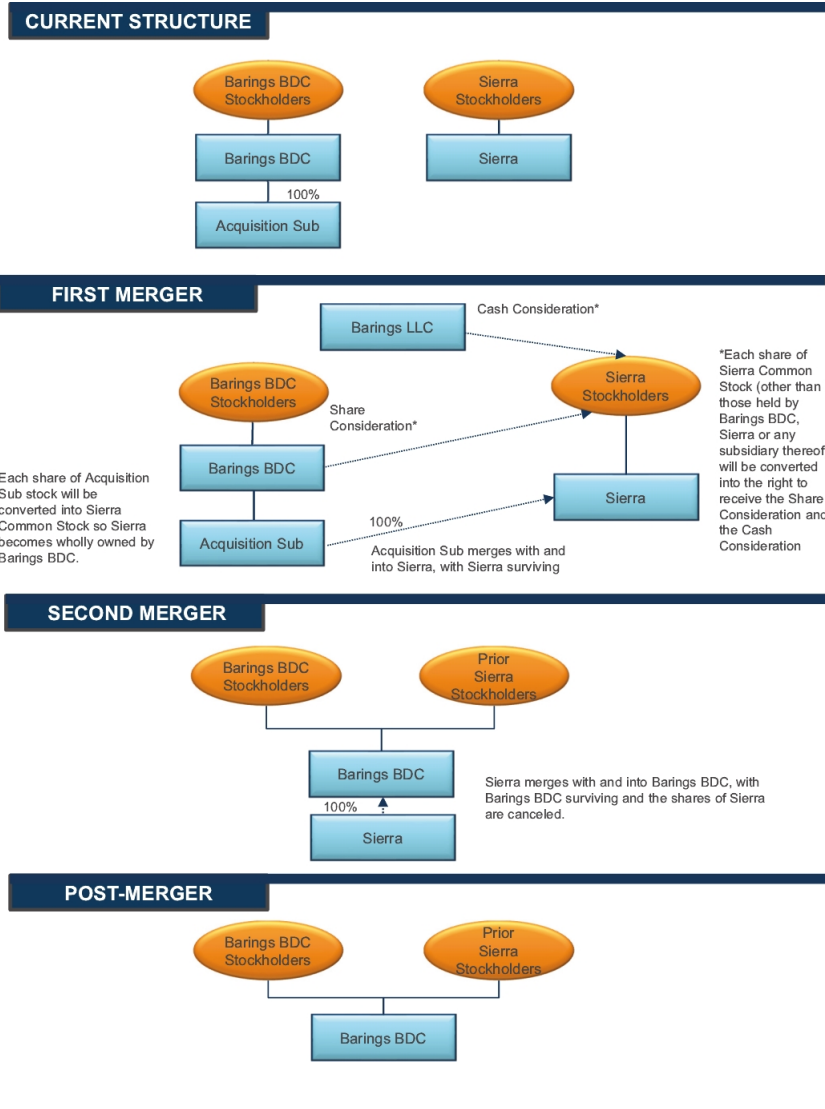 CURRENT STRUCTURE
Barings BDC
Stockholders
Sierra
Stockholders
Barings BDC
Sierra
100%
Acquisition Sub
FIRST MERGER
Cash Consideration*
Barings LLC
*Each share of
Sierra Common
Stock (other than
those held by
Barings BDC,
Sierra or any
subsidiary thereof
will be converted
into the right to
receive the Share
Consideration and
the Cash
Consideration
Barings BDC
Stockholders
Sierra
Stockholders
Share
Consideration*
Barings BDC
Each share of Acquisition
Sub stock will be
converted into Sierra
Common Stock so Sierra
becomes wholly owned by
Barings BDC.
Sierra
100%
Acquisition Sub
Acquisition Sub merges with and
into Sierra, with Sierra surviving
SECOND MERGER
Barings BDC
Stockholders
Prior
Sierra
Stockholders
Barings BDC
Sierra merges with and into Barings BDC, with
Barings BDC surviving and the shares of Sierra
are canceled.
100%
Sierra
POST-MERGER
Barings BDC
Stockholders
Prior
Sierra
Stockholders
Barings BDC